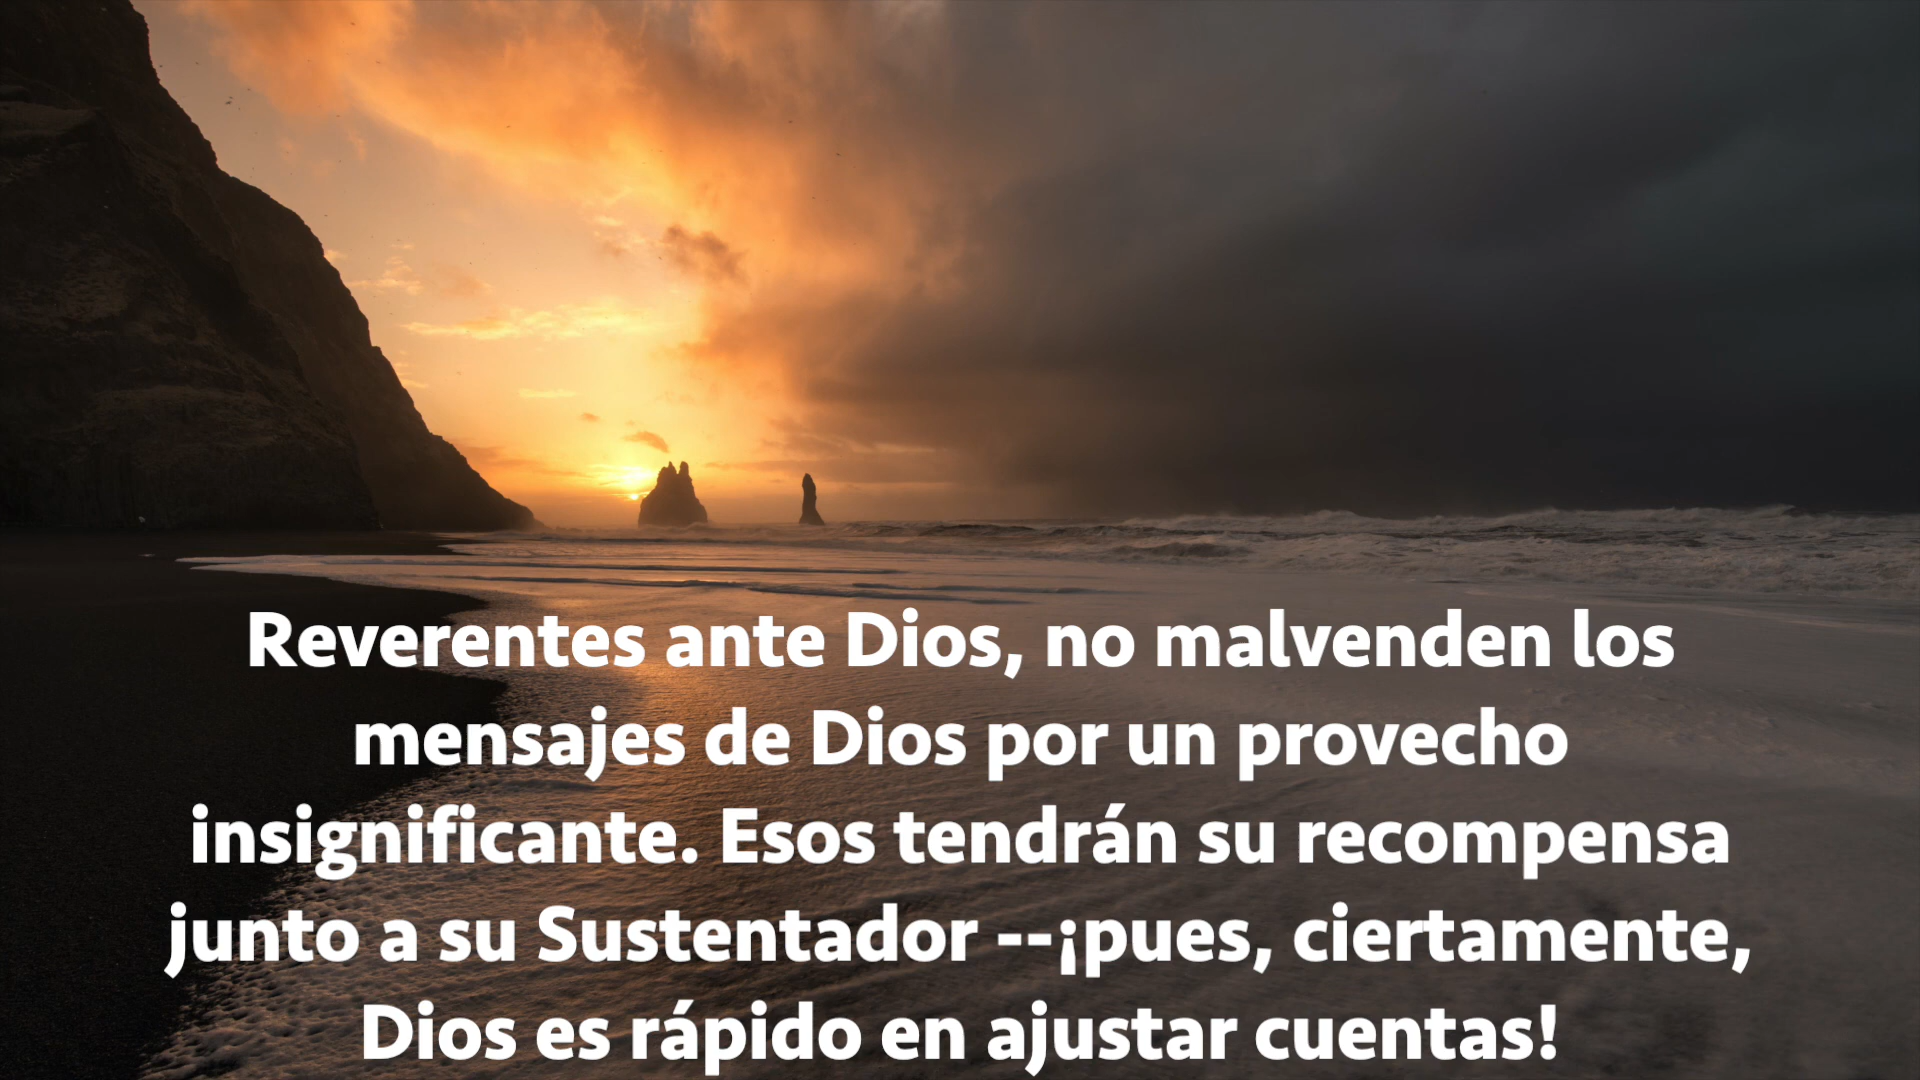 Reverentes ante Dios, no malvenden los
mensajes de Dios por un provecho
insignificante. Esos tendrán su recompensa
junto a su Sustentador --¡pues, ciertamente,
Dios es rápido en ajustar cuentas!